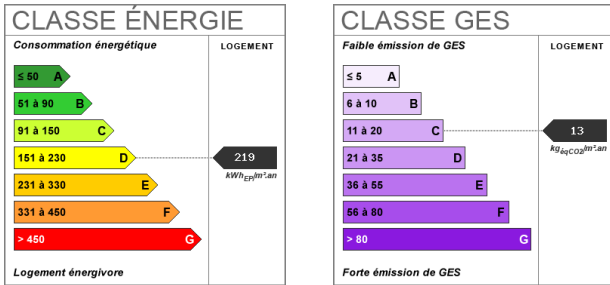 CLASSE ÉNERGIE
Consommation énergétique
LOGEMENT
≤ 50 A
51 à 90 B
91 à 150 C
151 à 230 D
219
kWhEP/m².an
231 à 330 E
331 à 450 F
> 450 G
Logement énergivore
CLASSE GES
Faible émission de GES
LOGEMENT
≤ 5 A
6 à 10 B
11 à 20 C
13
kgéqCO2/m².an
21 à 35 D
36 à 55 E
56 à 80 F
> 80 G
Forte émission de GES